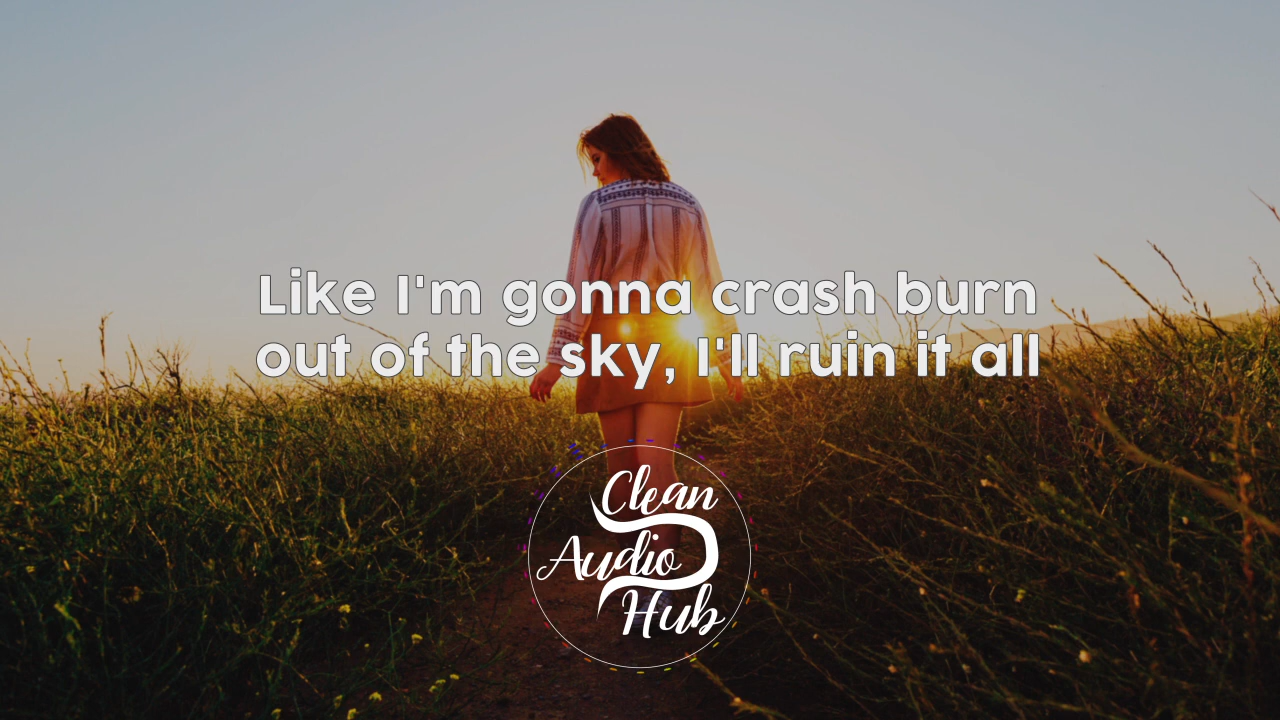 Like I'm gonna crash burn
out of the sky, I'll ruin it all
Clean
Audio
Hub